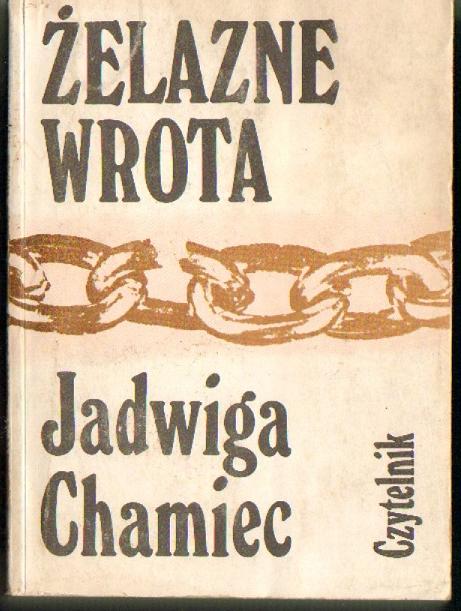 ŻELAZNE
WROTA
Jadwiga
Chamiec
Czytelnik